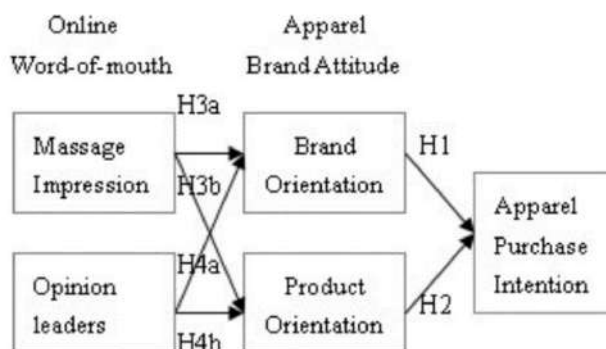 Online
Word-of-mouth
Apparel
Brand Attitude
H3a
Massage
Impression
H3b
Brand
Orientation
H1
Apparel
Purchase
Intention
H4a
Opinion
leaders
H4b
Product
Orientation
H2